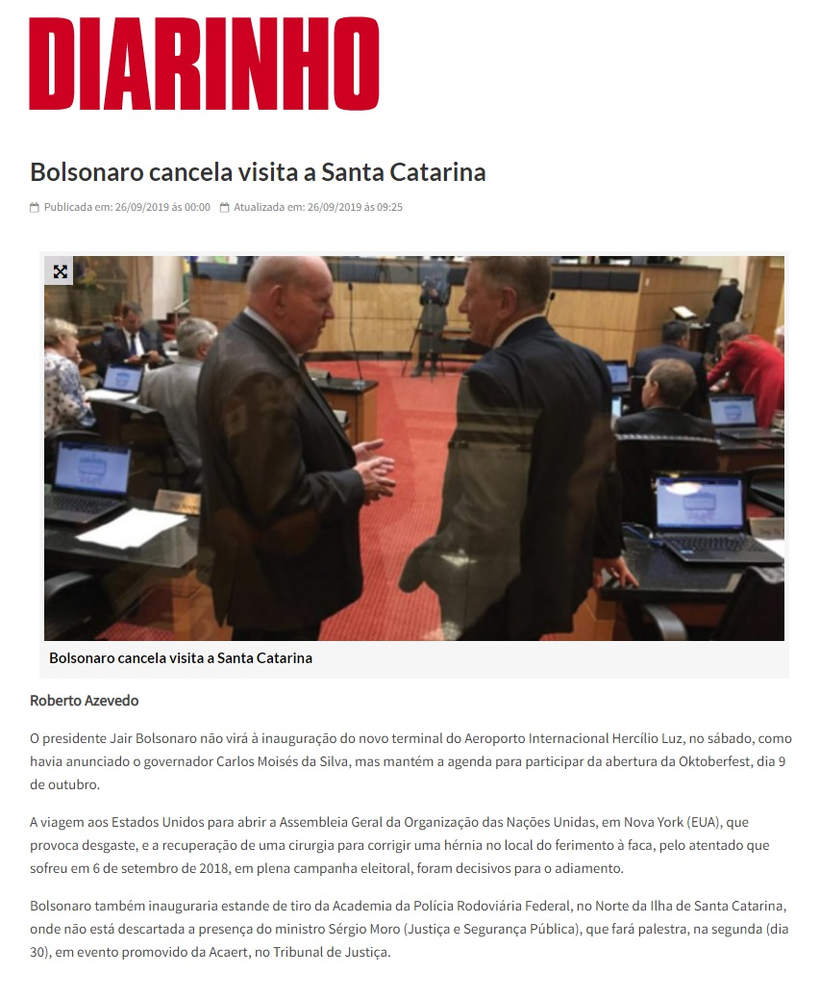 DIARINHO
Bolsonaro cancela visita a Santa Catarina
Publicada em: 26/09/2019 ás 00:00 Atualizada em: 26/09/2019 ás 09:25
Bolsonaro cancela visita a Santa Catarina
Roberto Azevedo
O presidente Jair Bolsonaro não virá à inauguração do novo terminal do Aeroporto Internacional Hercílio Luz, no sábado, como
havia anunciado o governador Carlos Moisés da Silva, mas mantém a agenda para participar da abertura da Oktoberfest, dia 9
de outubro.
A viagem aos Estados Unidos para abrir a Assembleia Geral da Organização das Nações Unidas, em Nova York (EUA), que
provoca desgaste, e a recuperação de uma cirurgia para corrigir uma hérnia no local do ferimento à faca, pelo atentado que
sofreu em 6 de setembro de 2018, em plena campanha eleitoral, foram decisivos para o adiamento.
Bolsonaro também inauguraria estande de tiro da Academia da Polícia Rodoviária Federal, no Norte da Ilha de Santa Catarina,
onde não está descartada a presença do ministro Sérgio Moro (Justiça e Segurança Pública), que fará palestra, na segunda (dia
30), em evento promovido da Acaert, no Tribunal de Justiça.